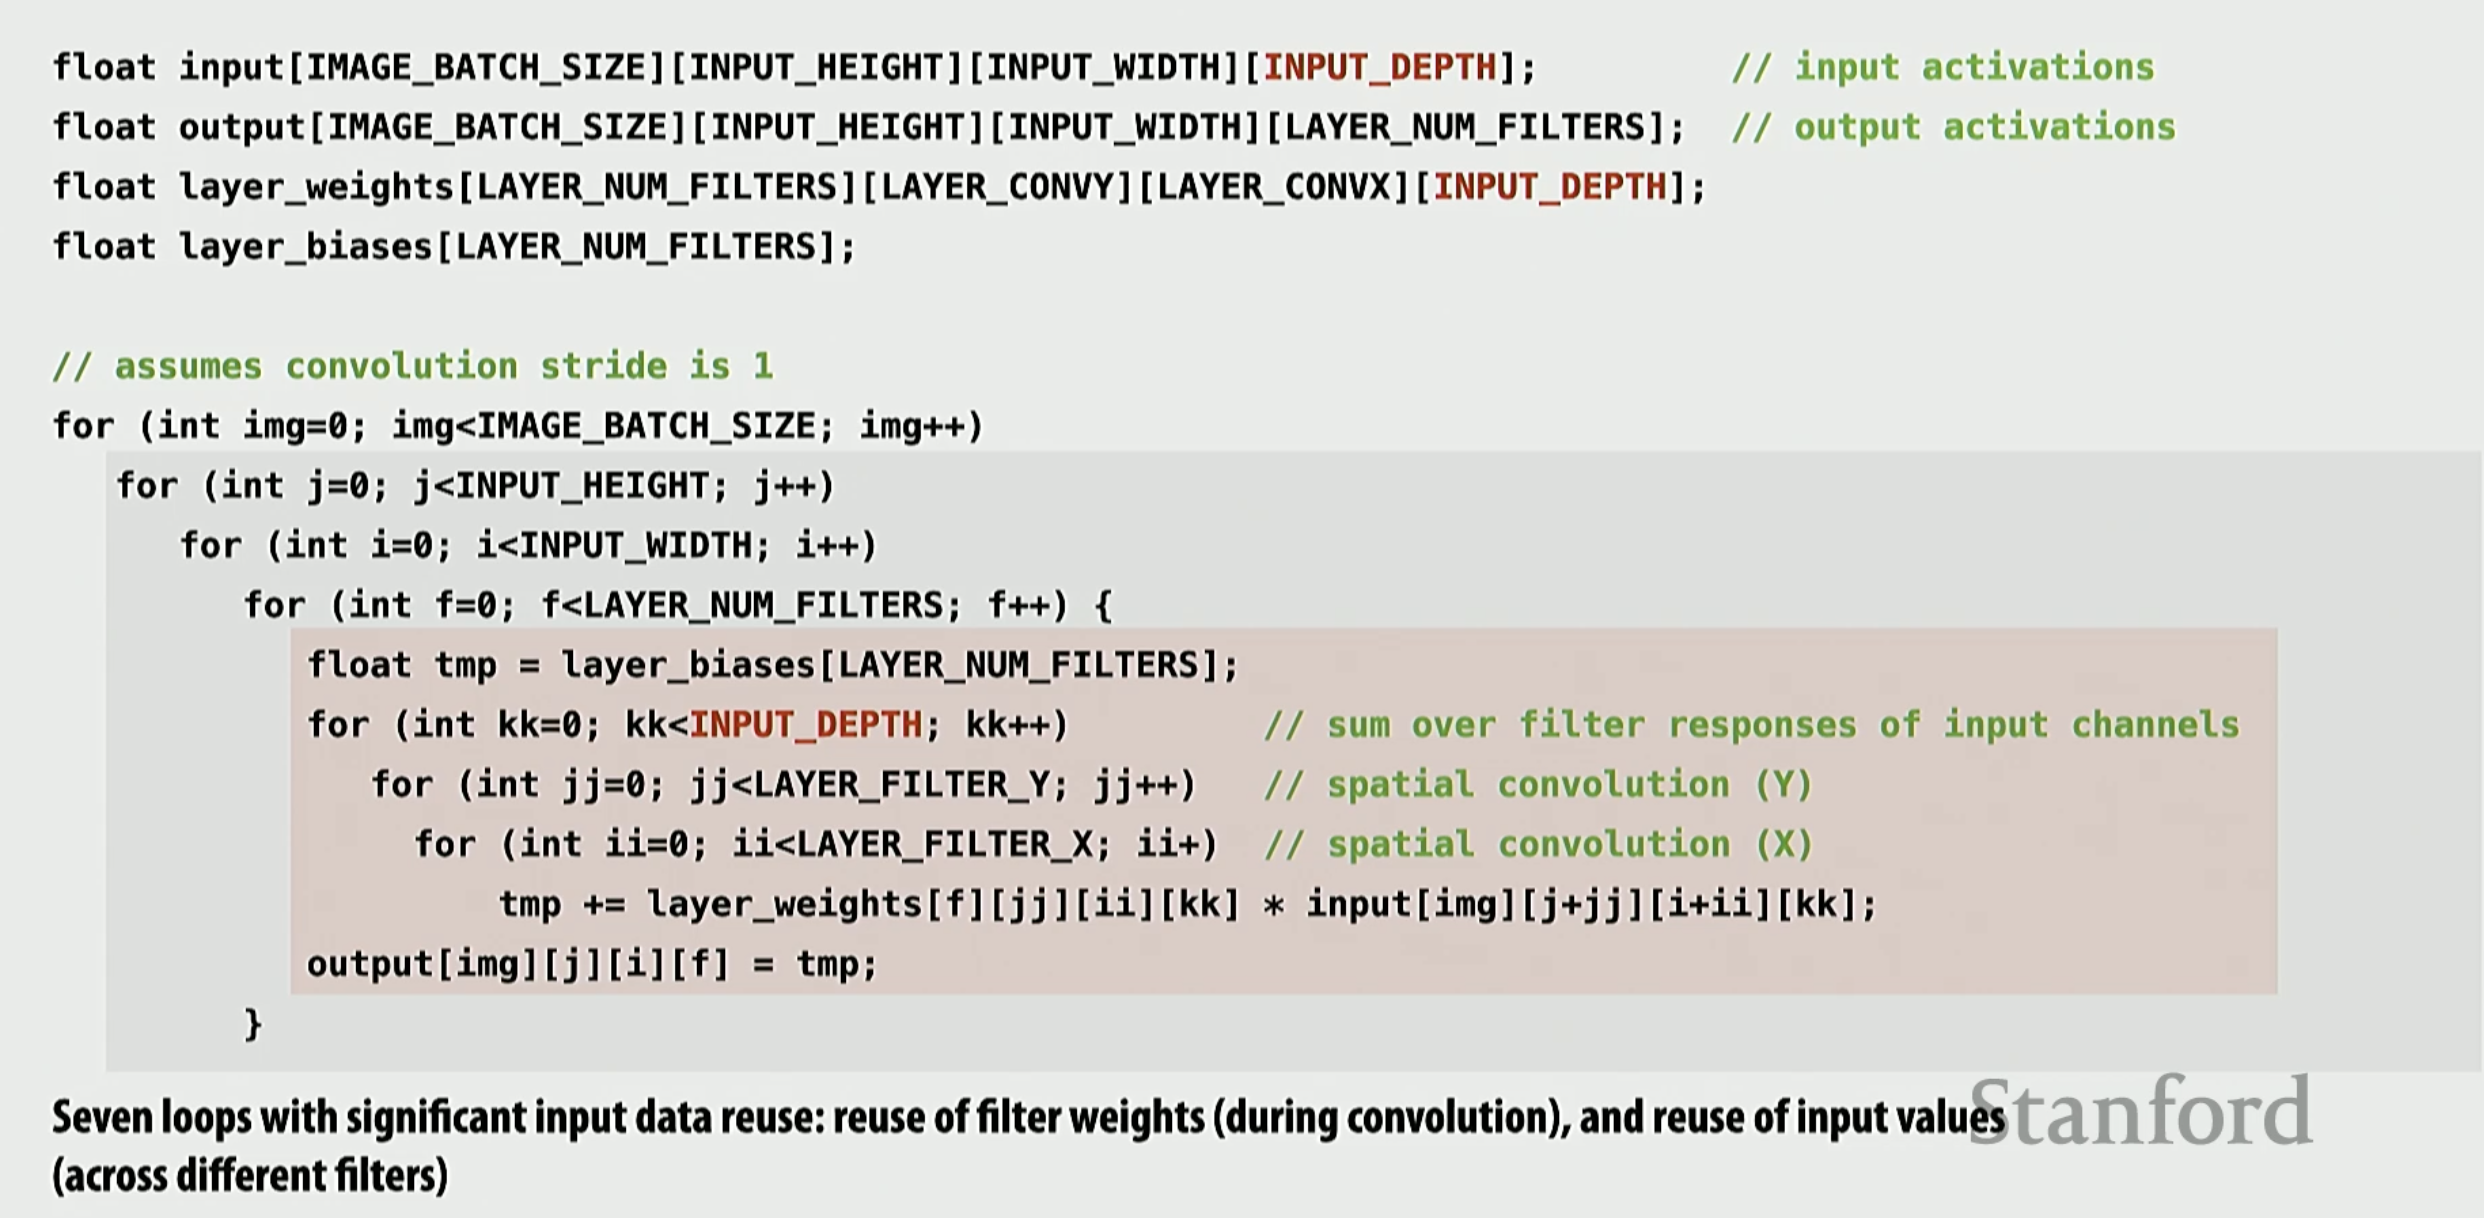 float input[IMAGE_BATCH_SIZE][INPUT_HEIGHT][INPUT_WIDTH][INPUT_DEPTH]; // input activations
float output[IMAGE_BATCH_SIZE][INPUT_HEIGHT][INPUT_WIDTH][LAYER_NUM_FILTERS]; // output activations
float layer_weights[LAYER_NUM_FILTERS][LAYER_CONVY][LAYER_CONVX][INPUT_DEPTH];
float layer_biases[LAYER_NUM_FILTERS];
// assumes convolution stride is 1
for (int img=0; img<IMAGE_BATCH_SIZE; img++)
for (int j=0; j<INPUT_HEIGHT; j++)
for (int i=0; i<INPUT_WIDTH; i++)
for (int f=0; f<LAYER_NUM_FILTERS; f++) {
float tmp = layer_biases[LAYER_NUM_FILTERS];
for (int kk=0; kk<INPUT_DEPTH; kk++) // sum over filter responses of input channels
for (int jj=0; jj<LAYER_FILTER_Y; jj++) // spatial convolution (Y)
for (int ii=0; ii<LAYER_FILTER_X; ii+) // spatial convolution (X)
tmp += layer_weights[f][jj][ii][kk] * input[img][j+jj][i+ii][kk];
output[img][j][i][f] = tmp;
}
Seven loops with significant input data reuse: reuse of filter weights (during convolution), and reuse of input values
(across different filters)
Stanford